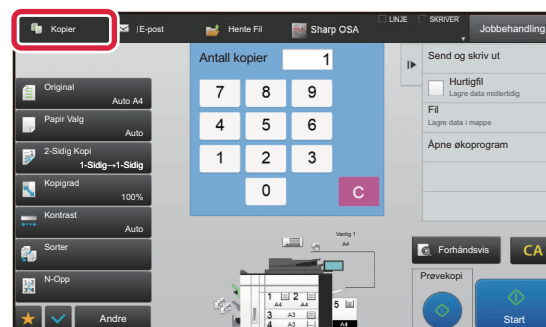 LINJE
SKRIVER
Kopier
E-post
Hente Fil
Sharp OSA
Jobbehandling
Original
Auto A4
Papir Valg
Auto
2-Sidig Kopi
1-Sidig→1-Sidig
Kopigrad
100%
Kontrast
Auto
Sorter
N-Opp
Andre
Antall kopier
1
7 8 9
4 5 6
1 2 3
0 C
Vanlig 1
A4
1 2
A4 A4
3 A3
4 A3
5
A4
Send og skriv ut
Hurtigfil
Lagre data midlertidig
Fil
Lagre data i mappe
Åpne økoprogram
Forhåndsvis
CA
Prøvekopi
Start